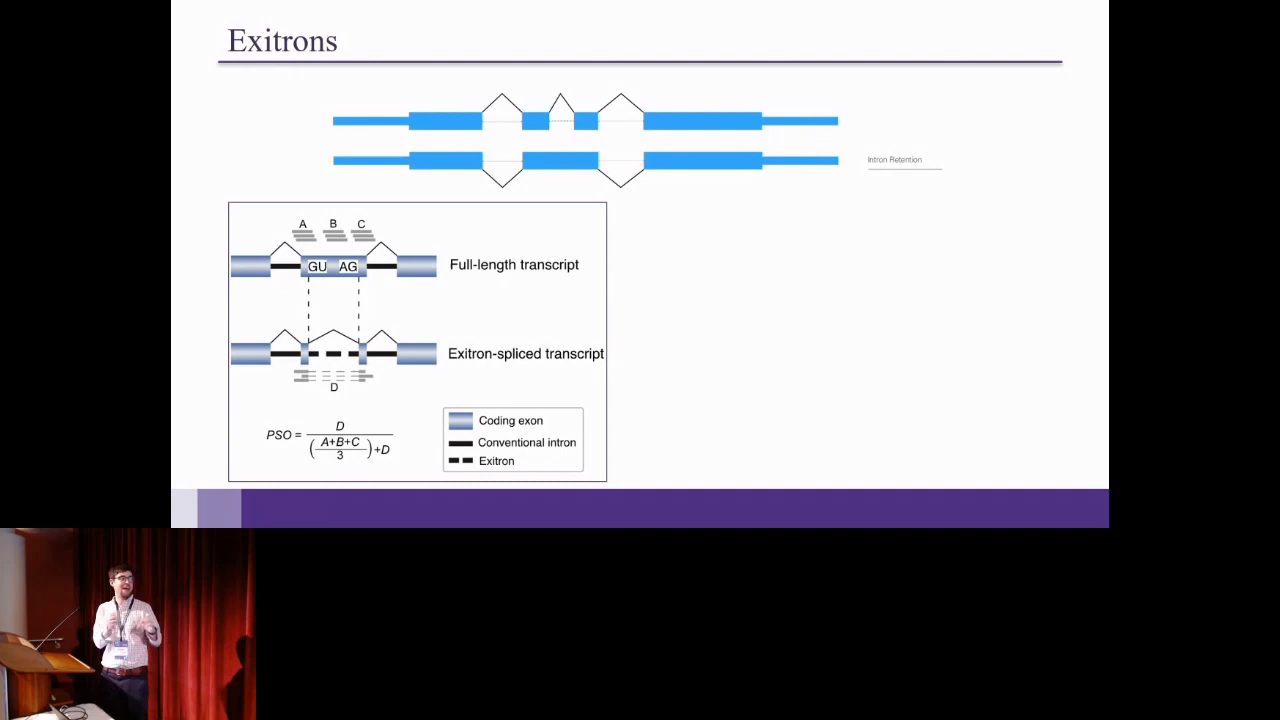 Exitrons
Intron Retention
A B C
GU AG
Full-length transcript
Exitron-spliced transcript
D
PSO = D / ((A+B+C / 3) +D
Coding exon
Conventional intron
Exitron